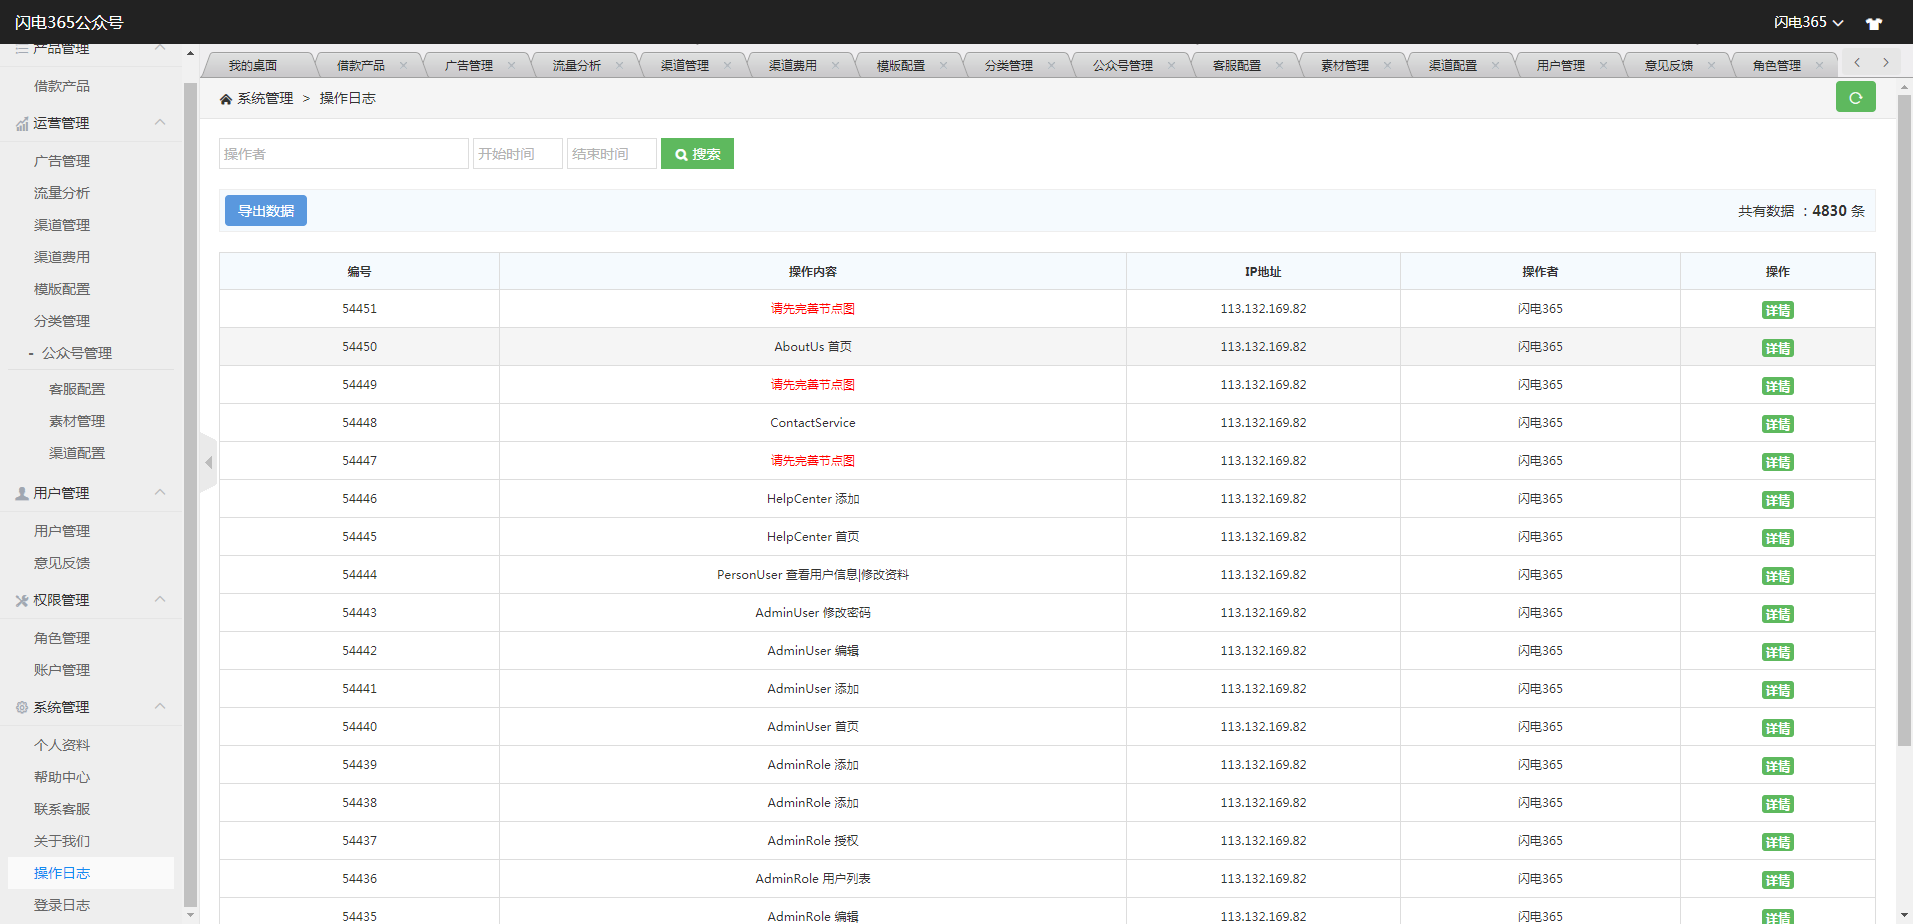 闪电365公众号
闪电365
产品管理
借款产品
运营管理
广告管理
流量分析
渠道管理
渠道费用
模版配置
分类管理
- 公众号管理
客服配置
素材管理
渠道配置
用户管理
用户管理
意见反馈
权限管理
角色管理
账户管理
系统管理
个人资料
帮助中心
联系客服
关于我们
操作日志
登录日志
我的桌面 借款产品 广告管理 流量分析 渠道管理 渠道费用 模版配置 分类管理 公众号管理 客服配置 素材管理 渠道配置 用户管理 意见反馈 角色管理
系统管理 > 操作日志
操作者 开始时间 结束时间 搜索
导出数据 共有数据 ：4830 条
编号 操作内容 IP地址 操作者 操作
54451 请先完善节点图 113.132.169.82 闪电365 详情
54450 AboutUs 首页 113.132.169.82 闪电365 详情
54449 请先完善节点图 113.132.169.82 闪电365 详情
54448 ContactService 113.132.169.82 闪电365 详情
54447 请先完善节点图 113.132.169.82 闪电365 详情
54446 HelpCenter 添加 113.132.169.82 闪电365 详情
54445 HelpCenter 首页 113.132.169.82 闪电365 详情
54444 PersonUser 查看用户信息|修改资料 113.132.169.82 闪电365 详情
54443 AdminUser 修改密码 113.132.169.82 闪电365 详情
54442 AdminUser 编辑 113.132.169.82 闪电365 详情
54441 AdminUser 添加 113.132.169.82 闪电365 详情
54440 AdminUser 首页 113.132.169.82 闪电365 详情
54439 AdminRole 添加 113.132.169.82 闪电365 详情
54438 AdminRole 添加 113.132.169.82 闪电365 详情
54437 AdminRole 授权 113.132.169.82 闪电365 详情
54436 AdminRole 用户列表 113.132.169.82 闪电365 详情
54435 AdminRole 编辑 113.132.169.82 闪电365 详情